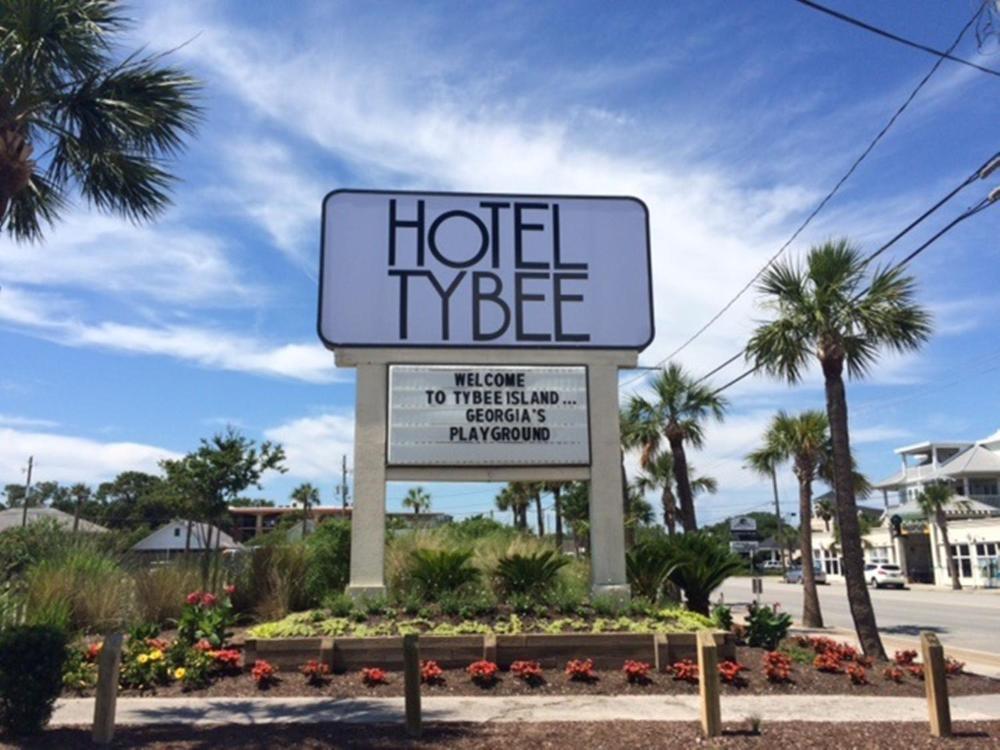 HOTEL
TYBEE
WELCOME
TO TYBEE ISLAND...
GEORGIA'S
PLAYGROUND